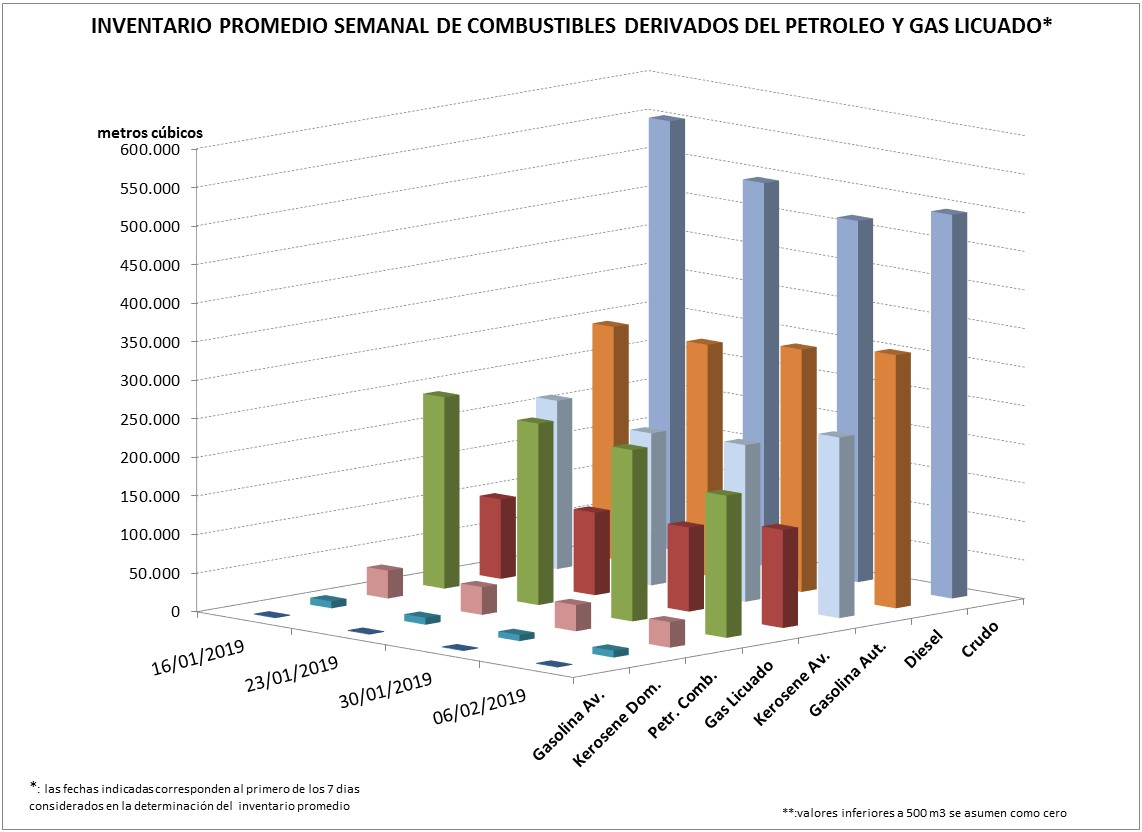 INVENTARIO PROMEDIO SEMANAL DE COMBUSTIBLES DERIVADOS DEL PETROLEO Y GAS LICUADO*
metros cúbicos
600.000
550.000
500.000
450.000
400.000
350.000
300.000
250.000
200.000
150.000
100.000
50.000
0
16/01/2019
23/01/2019
30/01/2019
06/02/2019
Gasolina Av.
Kerosene Dom.
Petr. Comb.
Gas Licuado
Kerosene Av.
Gasolina Aut.
Diesel
Crudo
*: las fechas indicadas corresponden al primero de los 7 dias
considerados en la determinación del inventario promedio
**:valores inferiores a 500 m3 se asumen como cero